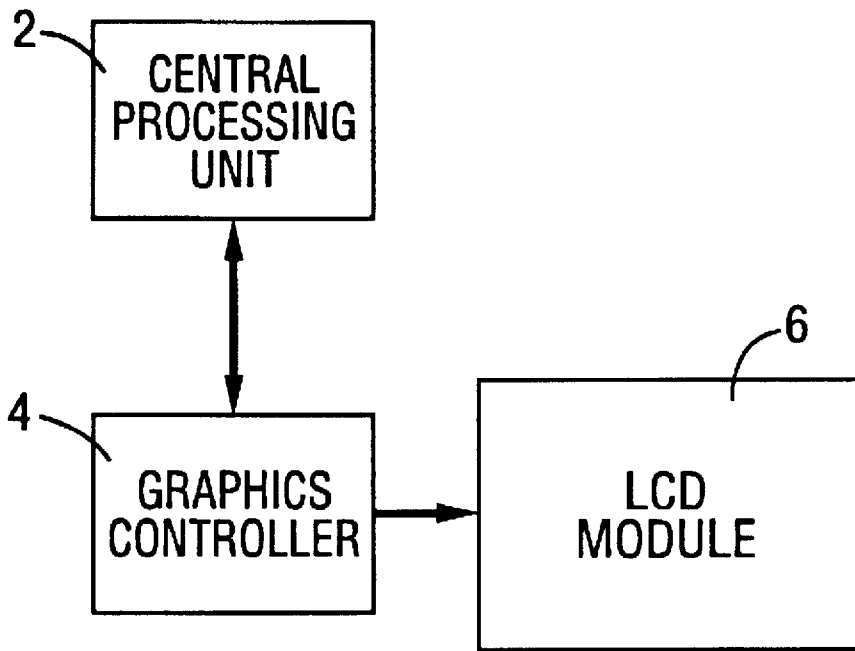 2
CENTRAL
PROCESSING
UNIT
4
GRAPHICS
CONTROLLER
6
LCD
MODULE